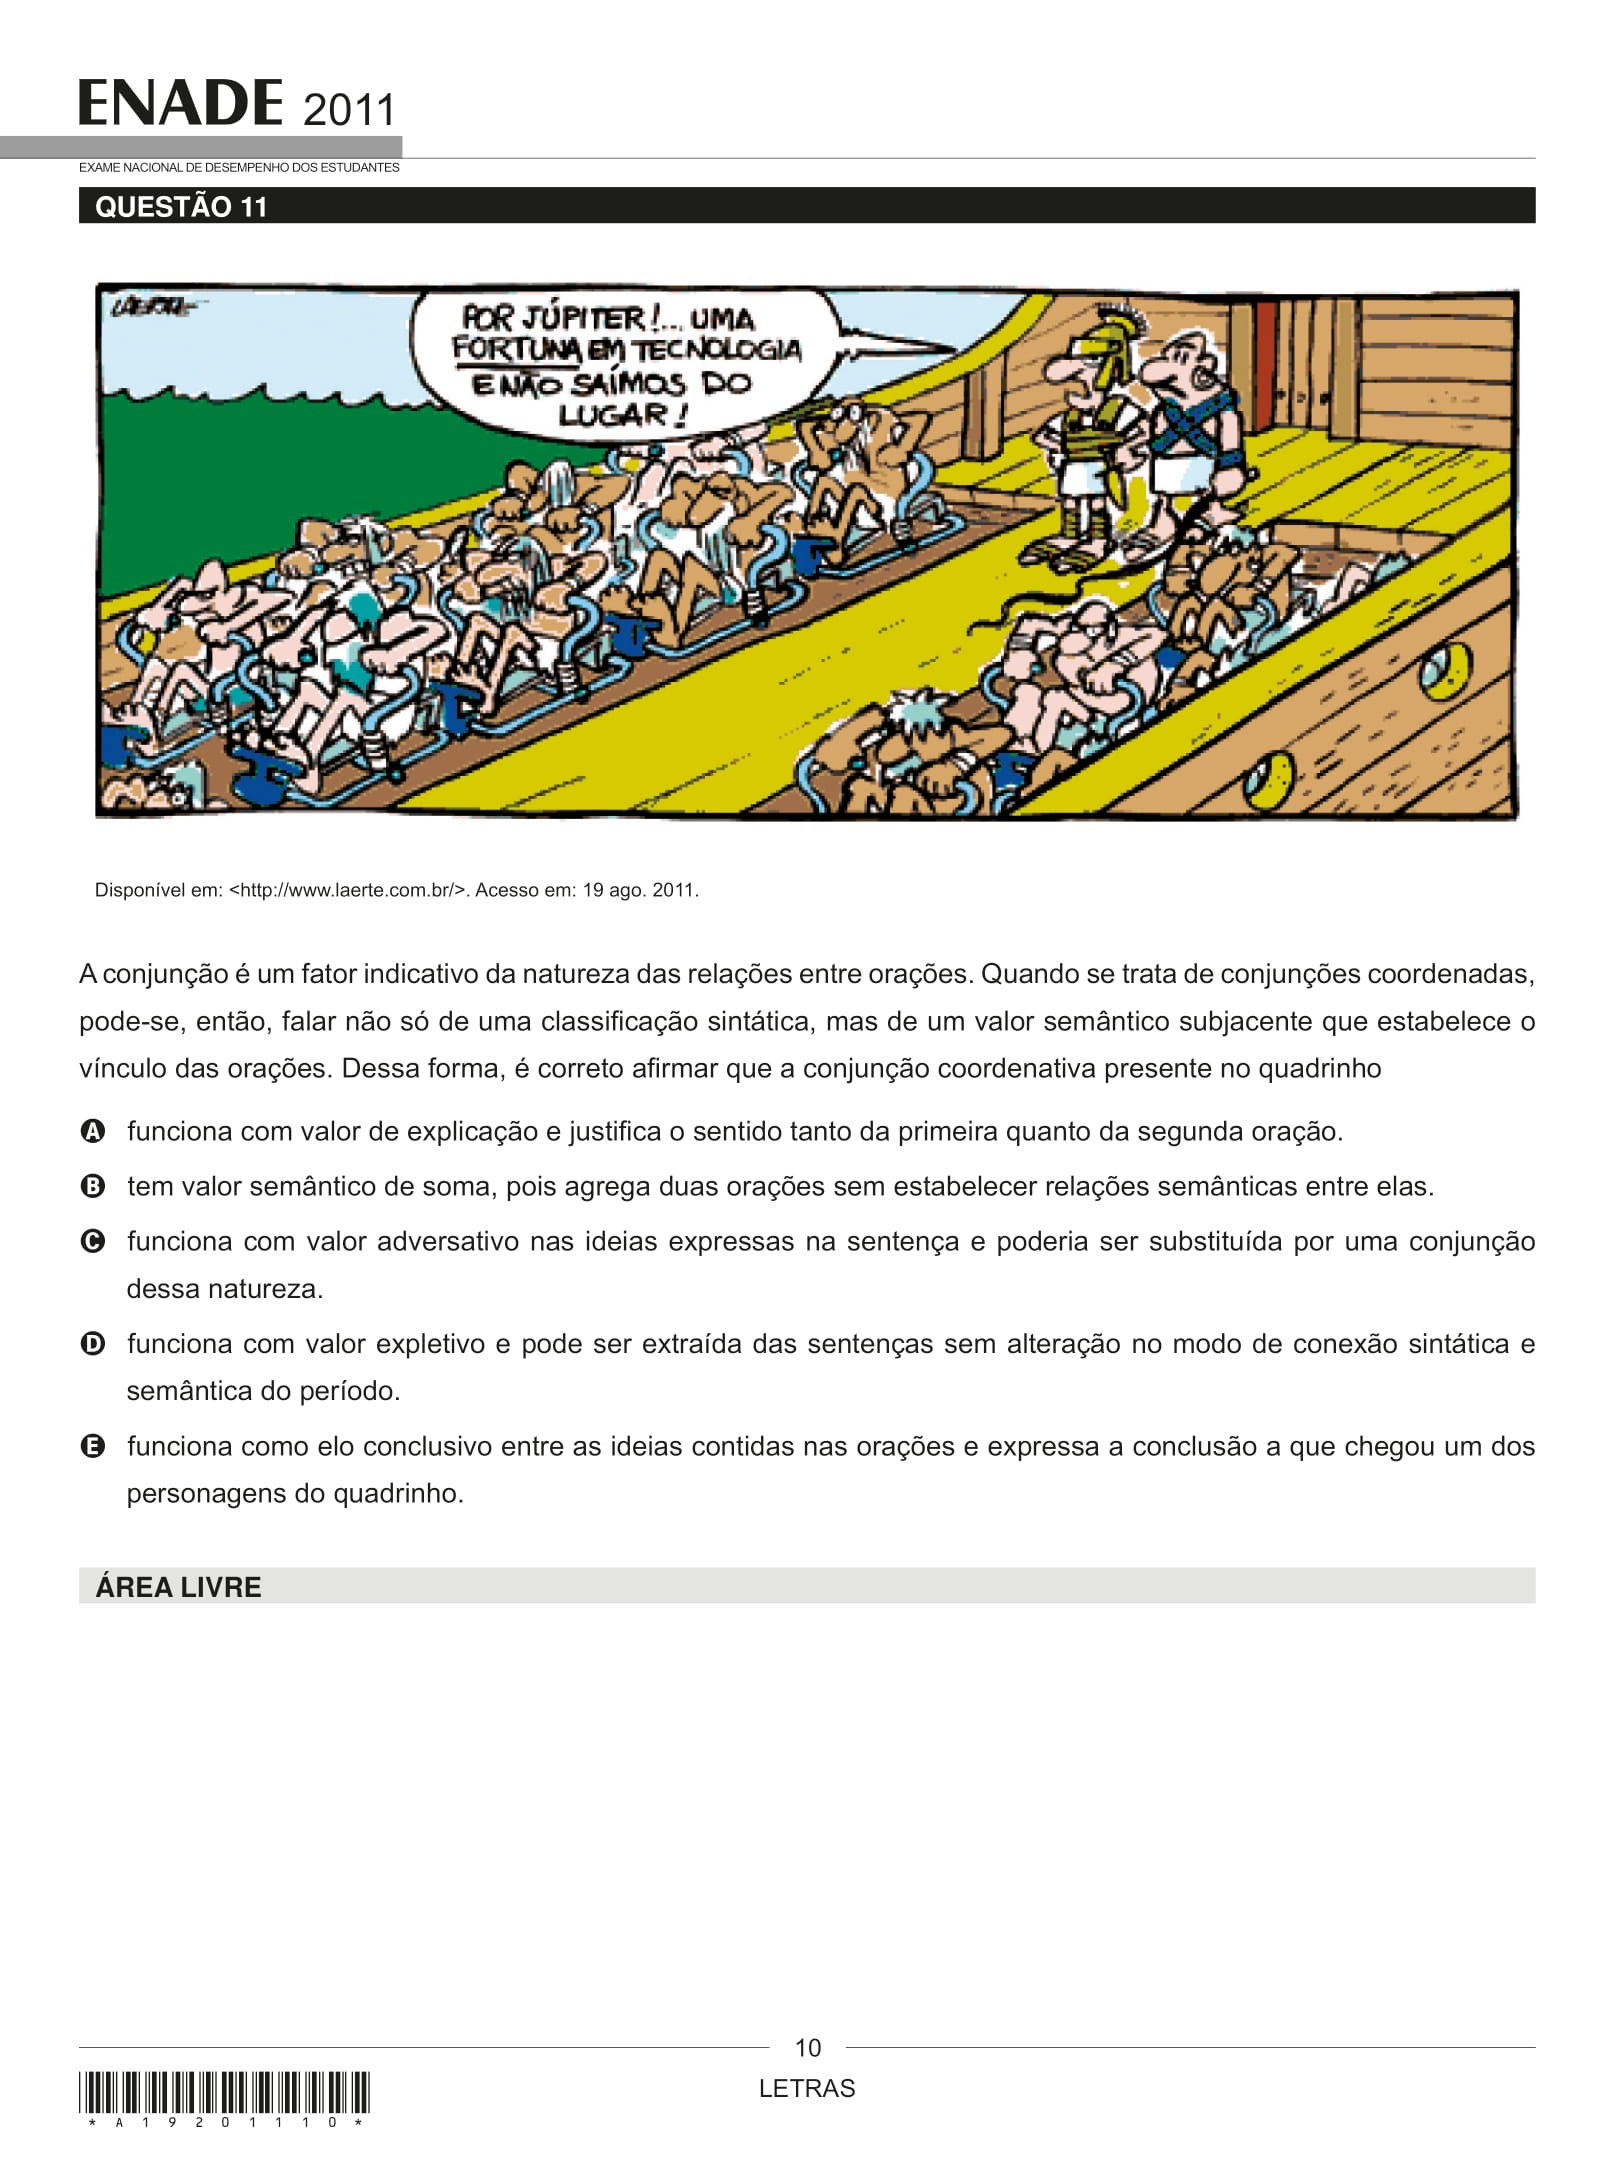 ENADE 2011
EXAME NACIONAL DE DESEMPENHO DOS ESTUDANTES
QUESTÃO 11
LAERTE
POR JÚPITER!... UMA
FORTUNA EM TECNOLOGIA
E NÃO SAÍMOS DO
LUGAR!
Disponível em: <http://www.laerte.com.br/>. Acesso em: 19 ago. 2011.
A conjunção é um fator indicativo da natureza das relações entre orações. Quando se trata de conjunções coordenadas,
pode-se, então, falar não só de uma classificação sintática, mas de um valor semântico subjacente que estabelece o
vínculo das orações. Dessa forma, é correto afirmar que a conjunção coordenativa presente no quadrinho
A funciona com valor de explicação e justifica o sentido tanto da primeira quanto da segunda oração.
B tem valor semântico de soma, pois agrega duas orações sem estabelecer relações semânticas entre elas.
C funciona com valor adversativo nas ideias expressas na sentença e poderia ser substituída por uma conjunção
dessa natureza.
D funciona com valor expletivo e pode ser extraída das sentenças sem alteração no modo de conexão sintática e
semântica do período.
E funciona como elo conclusivo entre as ideias contidas nas orações e expressa a conclusão a que chegou um dos
personagens do quadrinho.
ÁREA LIVRE
10
LETRAS
* A 1 9 2 0 1 1 1 0 *